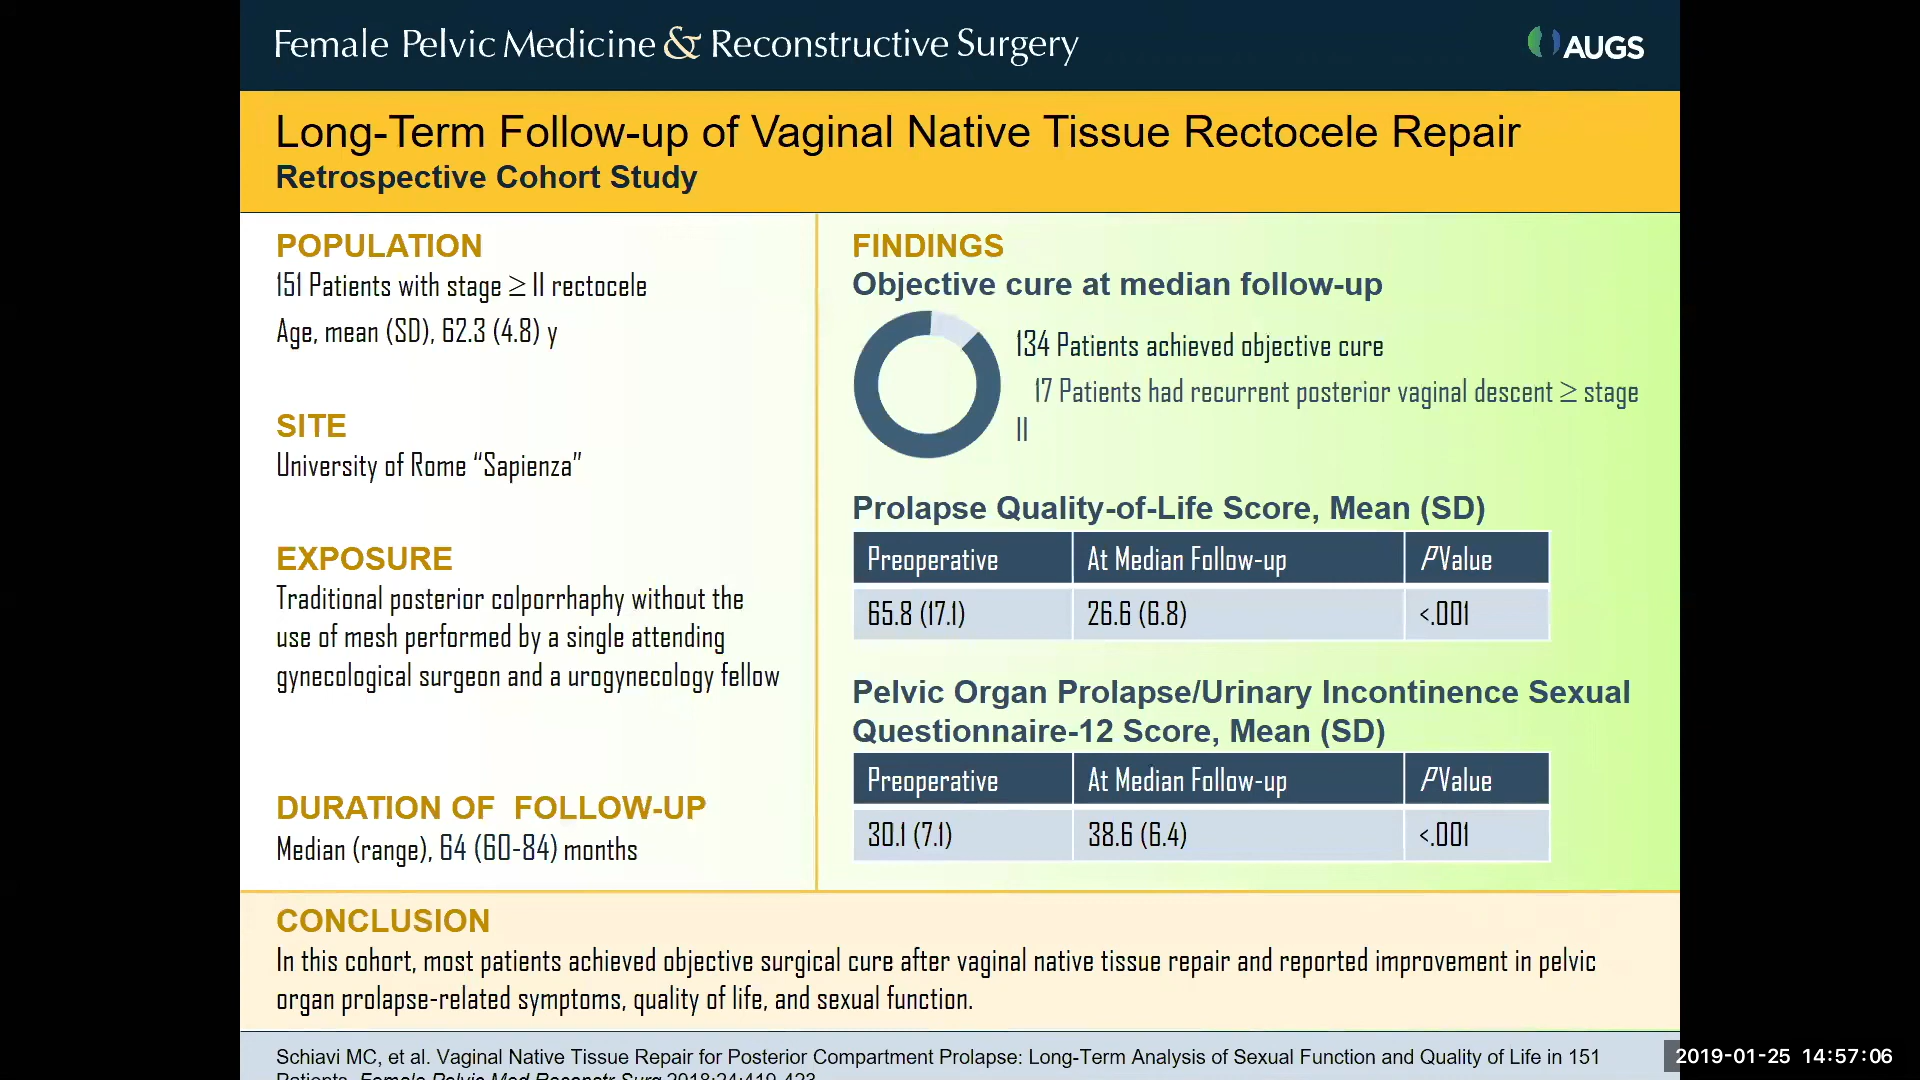 Female Pelvic Medicine & Reconstructive Surgery
AUGS
Long-Term Follow-up of Vaginal Native Tissue Rectocele Repair
Retrospective Cohort Study
POPULATION
151 Patients with stage ≥ II rectocele
Age, mean (SD), 62.3 (4.8) y
SITE
University of Rome “Sapienza”
EXPOSURE
Traditional posterior colporrhaphy without the
use of mesh performed by a single attending
gynecological surgeon and a urogynecology fellow
DURATION OF FOLLOW-UP
Median (range), 64 (60-84) months
FINDINGS
Objective cure at median follow-up
134 Patients achieved objective cure
17 Patients had recurrent posterior vaginal descent ≥ stage
II
Prolapse Quality-of-Life Score, Mean (SD)
Preoperative At Median Follow-up P Value
65.8 (17.1) 26.6 (6.8) <.001
Pelvic Organ Prolapse/Urinary Incontinence Sexual
Questionnaire-12 Score, Mean (SD)
Preoperative At Median Follow-up P Value
30.1 (7.1) 38.6 (6.4) <.001
CONCLUSION
In this cohort, most patients achieved objective surgical cure after vaginal native tissue repair and reported improvement in pelvic
organ prolapse-related symptoms, quality of life, and sexual function.
Schiavi MC, et al. Vaginal Native Tissue Repair for Posterior Compartment Prolapse: Long-Term Analysis of Sexual Function and Quality of Life in 151
Patients. Female Pelvic Med Reconstr Surg 2018;24:419-423
2019-01-25 14:57:06